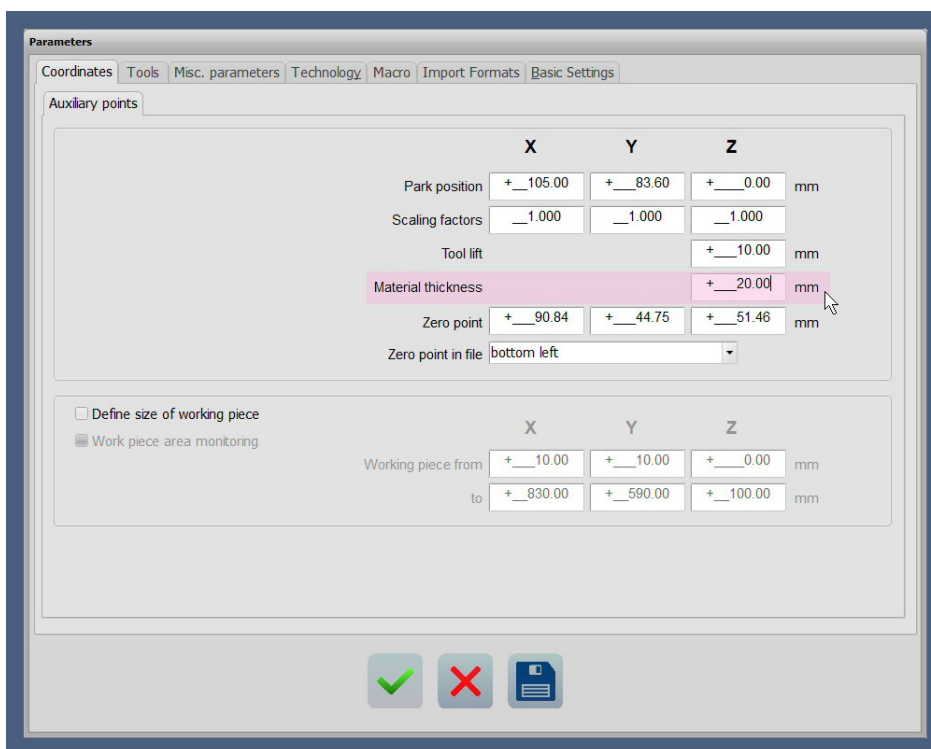 Parameters
Coordinates Tools Misc. parameters Technology Macro Import Formats Basic Settings
Auxiliary points
X Y Z
Park position +__105.00 +___83.60 +____0.00 mm
Scaling factors __1.000 __1.000 __1.000
Tool lift +___10.00 mm
Material thickness +___20.00 mm
Zero point +___90.84 +___44.75 +___51.46 mm
Zero point in file bottom left
Define size of working piece
X Y Z
Work piece area monitoring
Working piece from +___10.00 +___10.00 +____0.00 mm
to +__830.00 +__590.00 +__100.00 mm